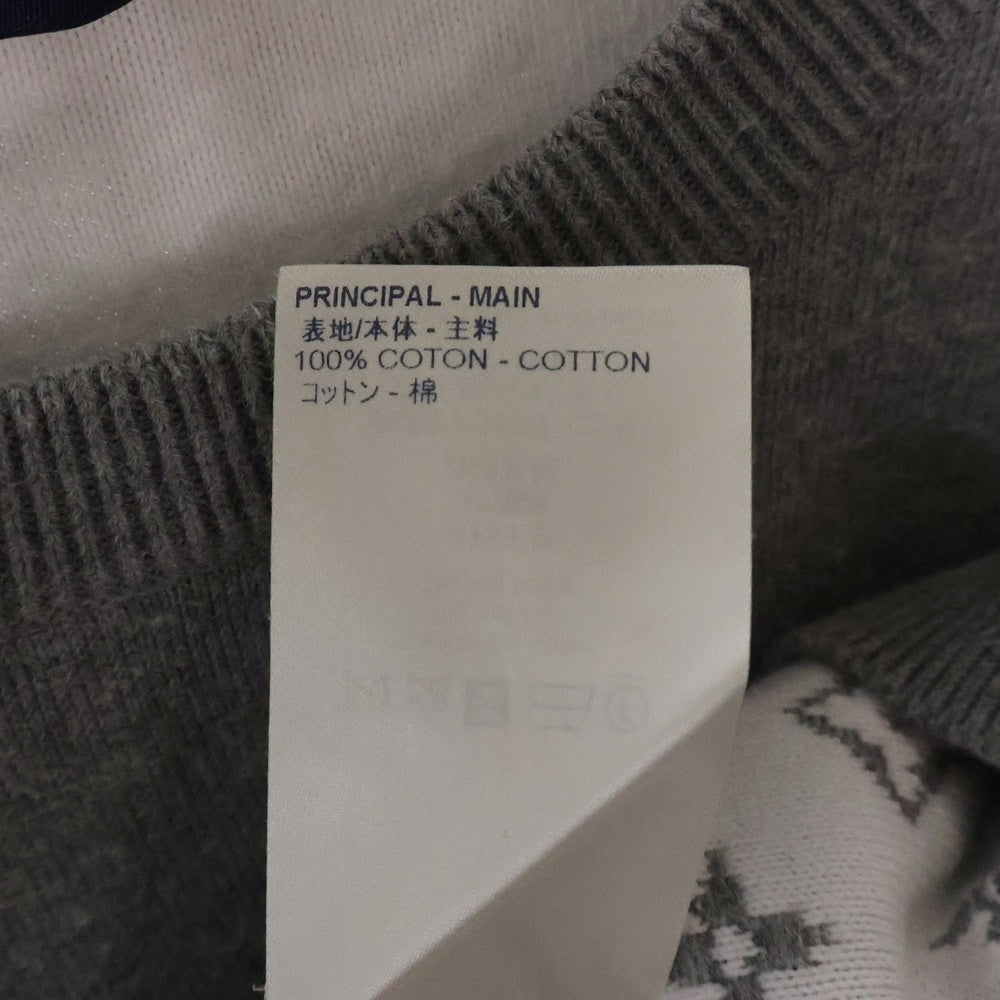 PRINCIPAL - MAIN
表地/本体 - 主料
100% COTON - COTTON
コットン - 棉